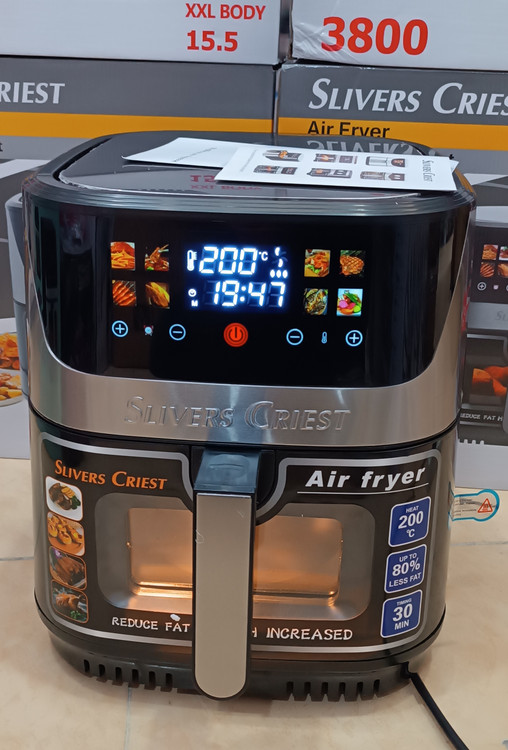 XXL BODY
15.5
3800
RIEST
SLIVERS CRIES
Air Fryer
200°C
19:47
SLIVERS CRIEST
SLIVERS CRIEST
Air fryer
HEAT
200
°C
UP TO
80%
LESS FAT
TIMING
30
MIN
REDUCE FAT H INCREASED
REDUCE FAT H